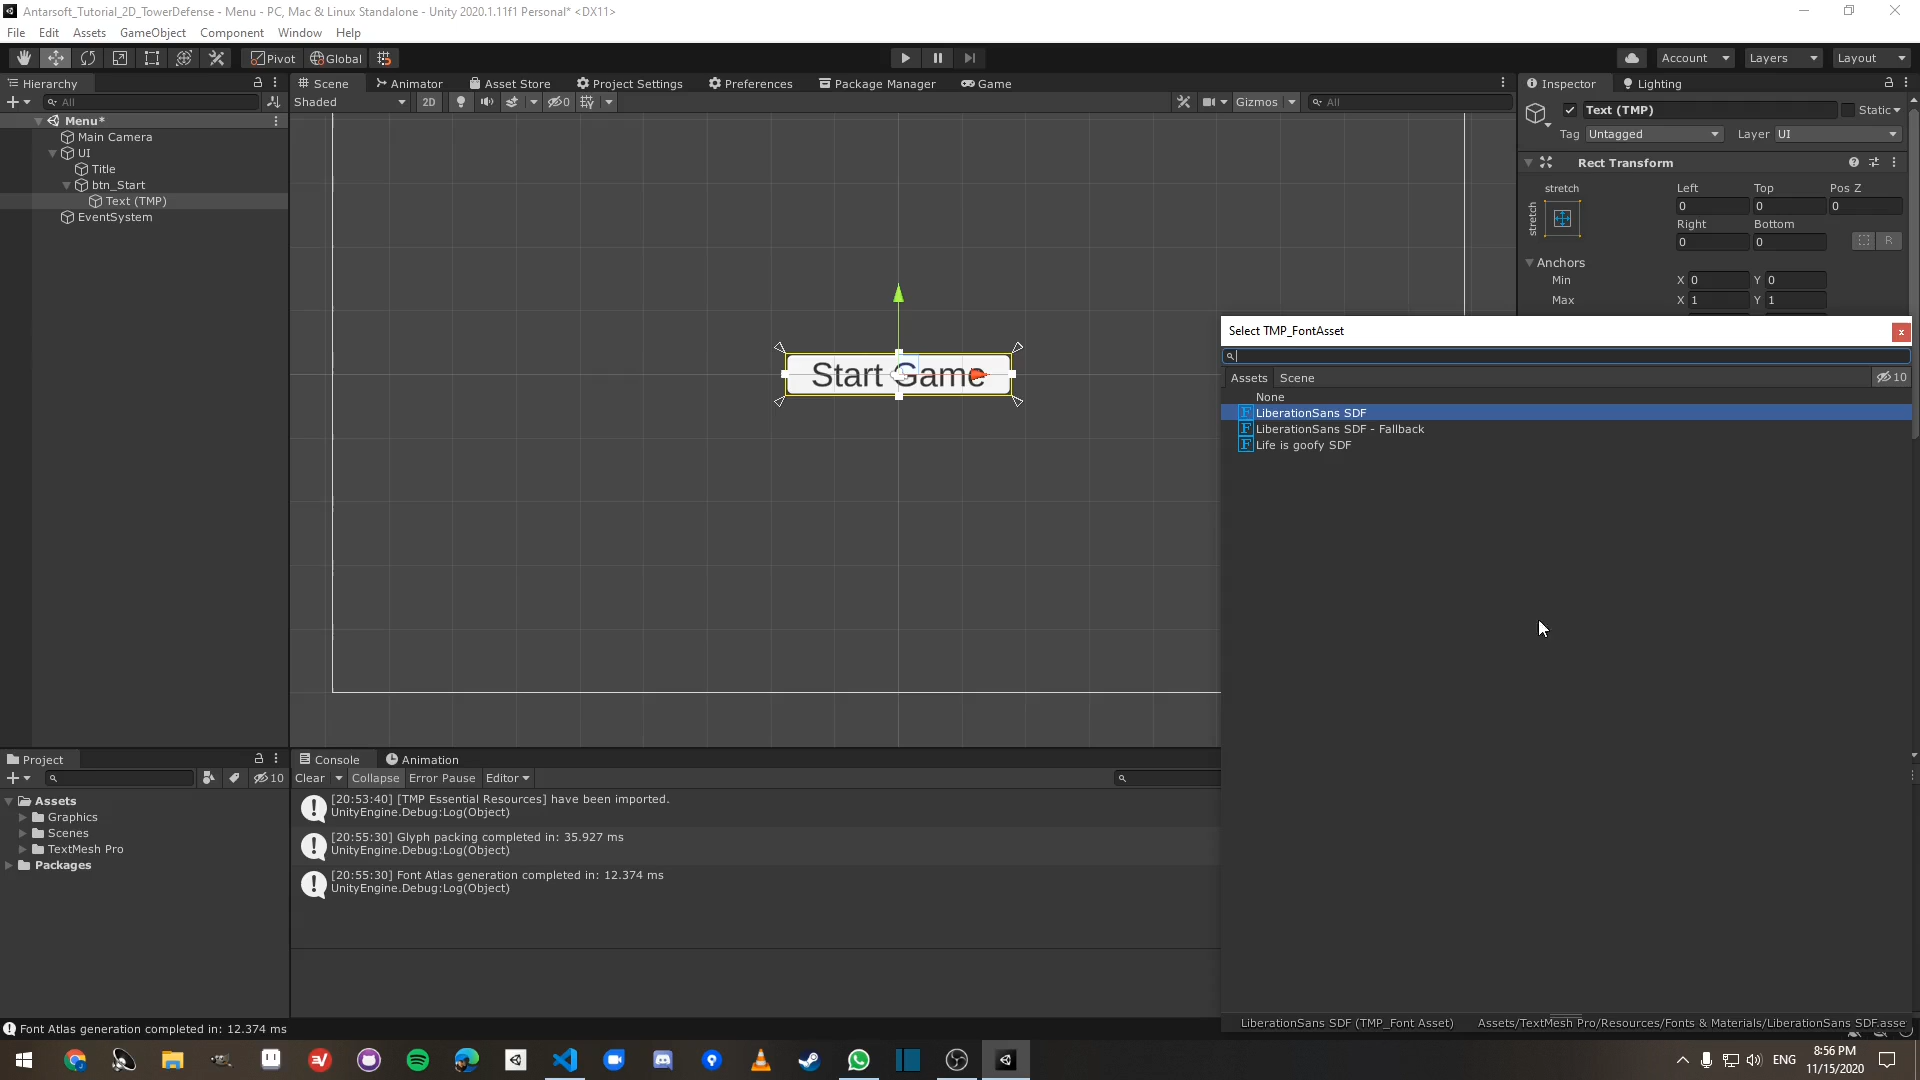 Antarsoft_Tutorial_2D_TowerDefense - Menu - PC, Mac & Linux Standalone - Unity 2020.1.11f1 Personal* <DX11>
File Edit Assets GameObject Component Window Help
Pivot Global Account Layers Layout
Hierarchy
All
Menu*
Main Camera
UI
Title
btn_Start
Text (TMP)
EventSystem
Scene Animator Asset Store Project Settings Preferences Package Manager Game
Shaded 2D 0 Gizmos All
Start Game
Inspector Lighting
Text (TMP) Static
Tag Untagged Layer UI
Rect Transform
stretch Left Top Pos Z
stretch 0 0 0
Right Bottom
0 0 R
Anchors
Min X 0 Y 0
Max X 1 Y 1
Select TMP_FontAsset
Assets Scene 10
None
LiberationSans SDF
LiberationSans SDF - Fallback
Life is goofy SDF
LiberationSans SDF (TMP_Font Asset) Assets/TextMesh Pro/Resources/Fonts & Materials/LiberationSans SDF.asse
Project
10
Assets
Graphics
Scenes
TextMesh Pro
Packages
Console Animation
Clear Collapse Error Pause Editor
[20:53:40] [TMP Essential Resources] have been imported.
UnityEngine.Debug:Log(Object)
[20:55:30] Glyph packing completed in: 35.927 ms
UnityEngine.Debug:Log(Object)
[20:55:30] Font Atlas generation completed in: 12.374 ms
UnityEngine.Debug:Log(Object)
Font Atlas generation completed in: 12.374 ms
ENG
8:56 PM
11/15/2020